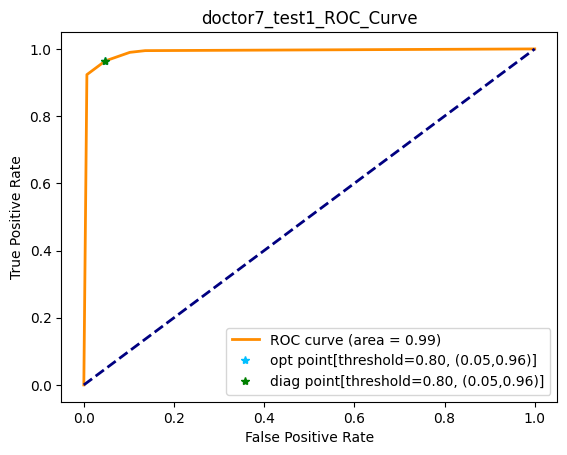 doctor7_test1_ROC_Curve
True Positive Rate
1.0
0.8
0.6
0.4
0.2
0.0
ROC curve (area = 0.99)
opt point[threshold=0.80, (0.05,0.96)]
diag point[threshold=0.80, (0.05,0.96)]
0.0 0.2 0.4 0.6 0.8 1.0
False Positive Rate